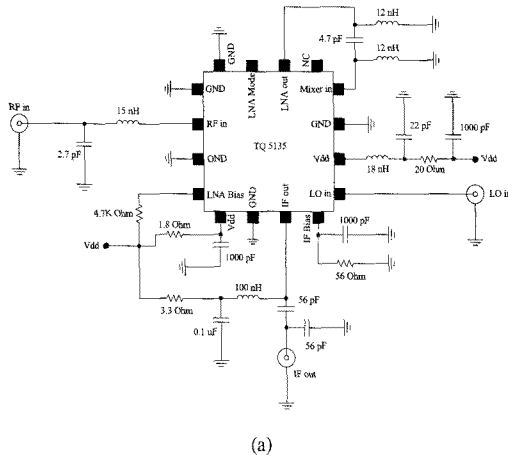 12 nH
4.7 pF
12 nH
GND
LNA Mode
LNA out
NC
GND
Mixer in
RF in
15 nH
RF in
GND
22 pF
1000 pF
2.7 pF
GND
TQ 5135
Vdd
18 nH
20 Ohm
Vdd
LNA Bias
Vdd
GND
IF out
IF Bias
LO in
LO in
4.7K Ohm
1.8 Ohm
1000 pF
1000 pF
Vdd
56 Ohm
100 nH
56 pF
3.3 Ohm
0.1 uF
56 pF
IF out
(a)